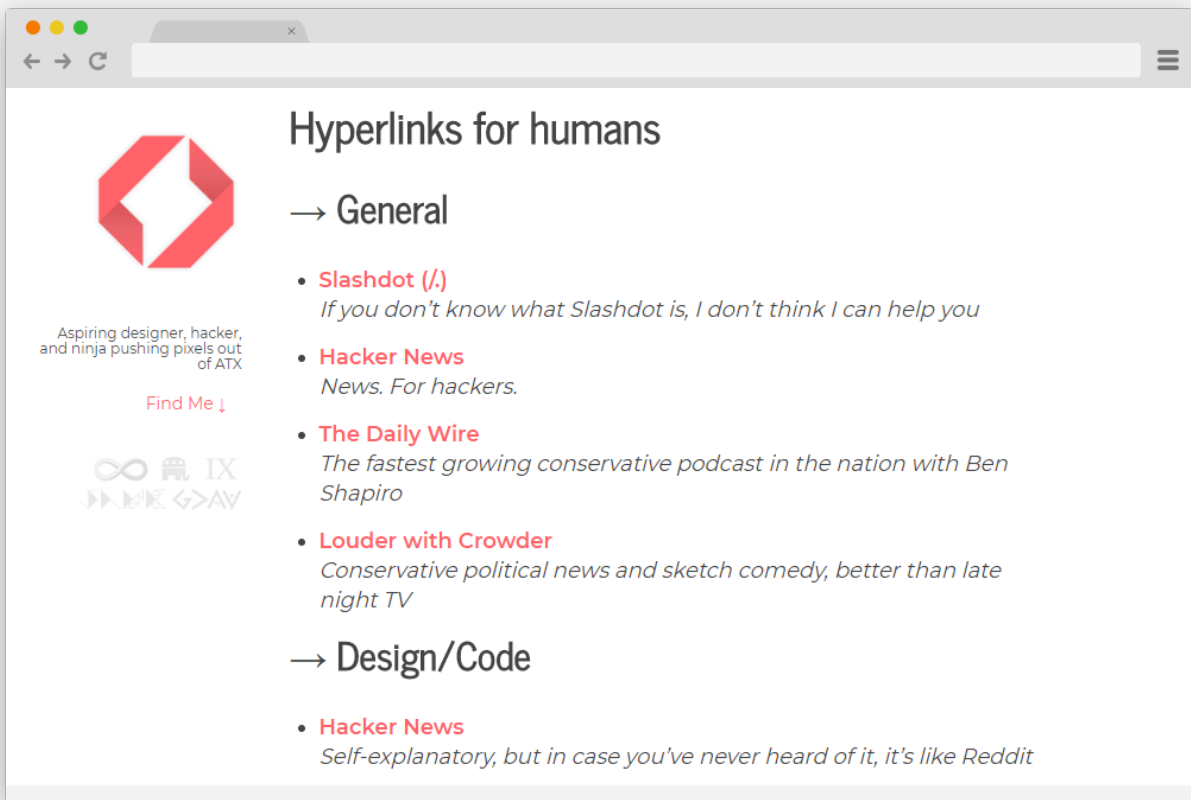 Hyperlinks for humans
→ General
Slashdot (/.)
If you don’t know what Slashdot is, I don’t think I can help you
Hacker News
News. For hackers.
The Daily Wire
The fastest growing conservative podcast in the nation with Ben
Shapiro
Louder with Crowder
Conservative political news and sketch comedy, better than late
night TV
→ Design/Code
Hacker News
Self-explanatory, but in case you’ve never heard of it, it’s like Reddit
Aspiring designer, hacker,
and ninja pushing pixels out
of ATX
Find Me ↓
IX